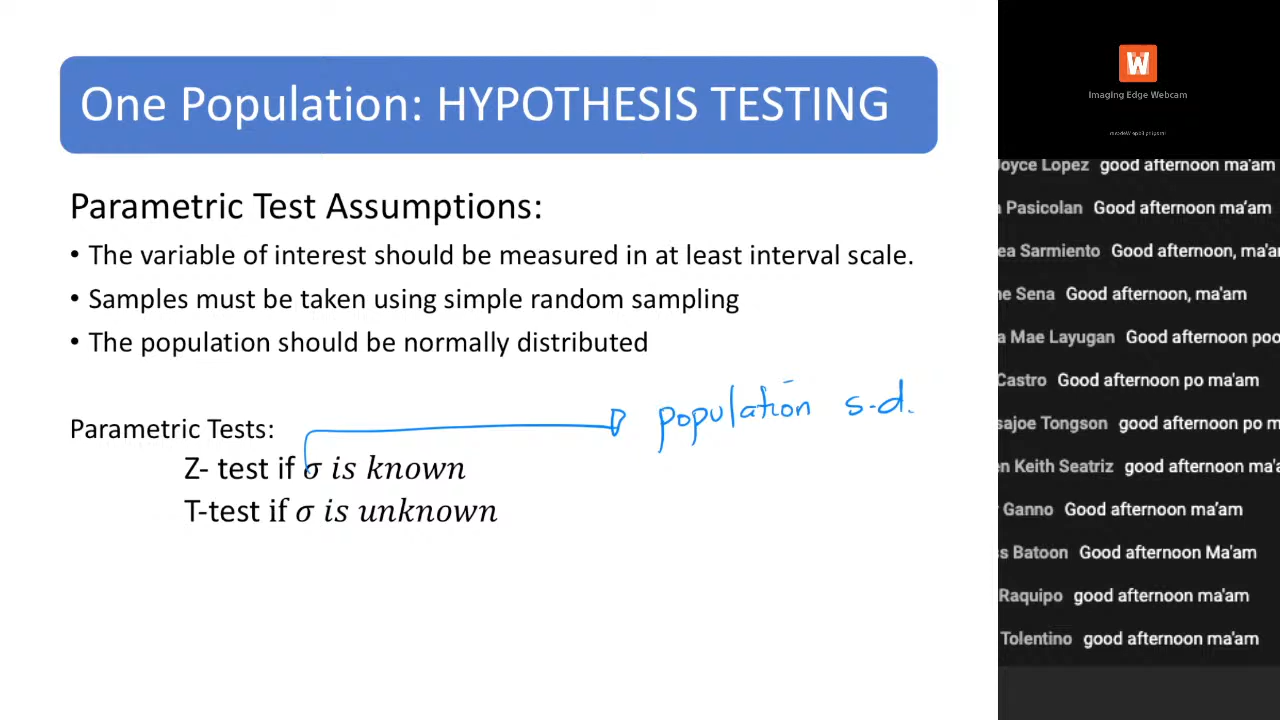 One Population: HYPOTHESIS TESTING
Parametric Test Assumptions:
• The variable of interest should be measured in at least interval scale.
• Samples must be taken using simple random sampling
• The population should be normally distributed
population s.d.
Parametric Tests:
Z- test if σ is known
T-test if σ is unknown
W
Imaging Edge Webcam
Joyce Lopez good afternoon ma'am
Pasicolan Good afternoon ma'am
Sarmiento Good afternoon, ma'am
Sena Good afternoon, ma'am
Mae Layugan Good afternoon poo
Castro Good afternoon po ma'am
Tongson good afternoon po m
Keith Seatriz good afternoon ma'a
Ganno Good afternoon ma'am
Batoon Good afternoon Ma'am
Raquipo good afternoon ma'am
Tolentino good afternoon ma'am